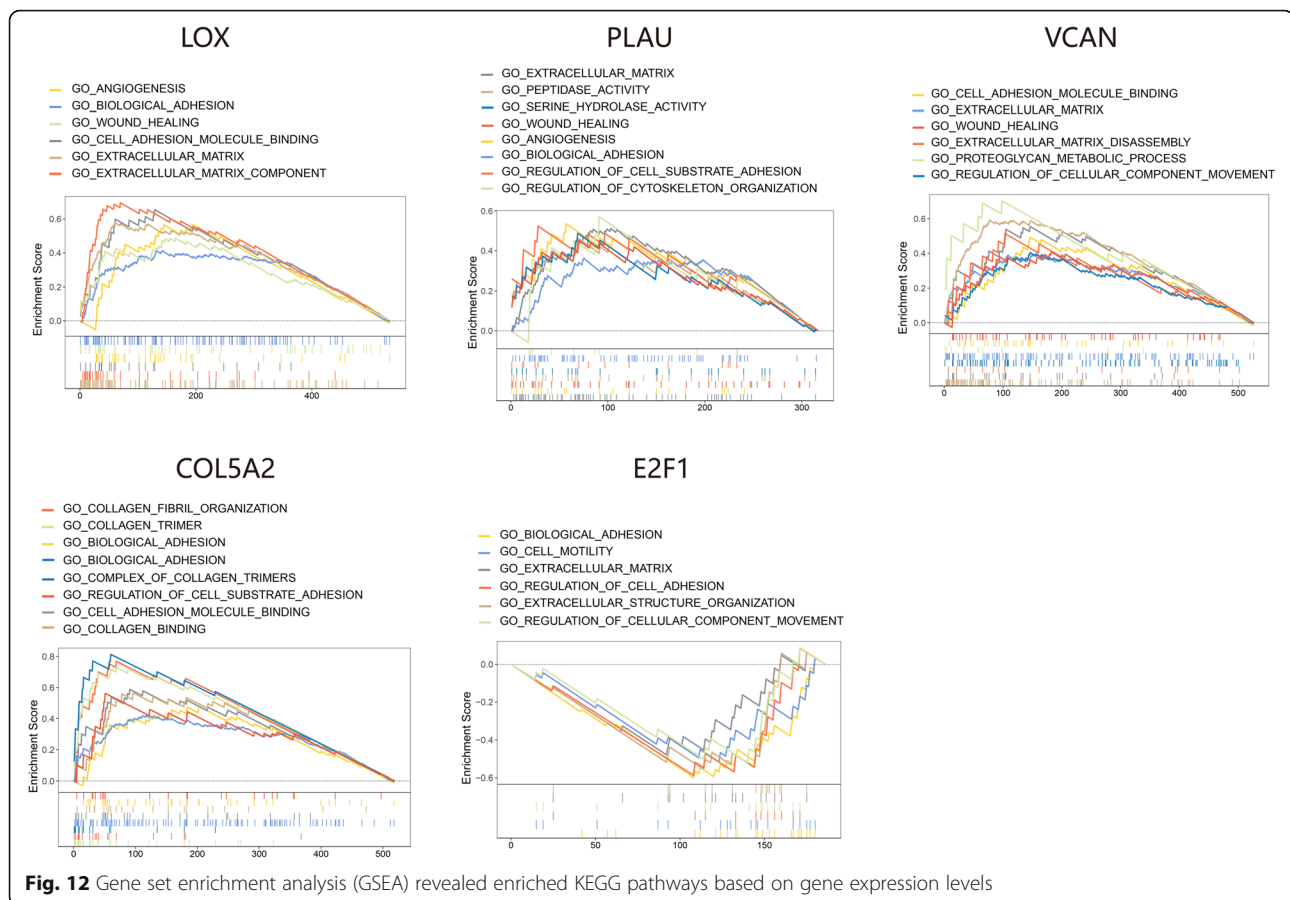 LOX
GO_ANGIOGENESIS
GO_BIOLOGICAL_ADHESION
GO_WOUND_HEALING
GO_CELL_ADHESION_MOLECULE_BINDING
GO_EXTRACELLULAR_MATRIX
GO_EXTRACELLULAR_MATRIX_COMPONENT
Enrichment Score
0.6
0.4
0.2
0.0
0 200 400
PLAU
GO_EXTRACELLULAR_MATRIX
GO_PEPTIDASE_ACTIVITY
GO_SERINE_HYDROLASE_ACTIVITY
GO_WOUND_HEALING
GO_ANGIOGENESIS
GO_BIOLOGICAL_ADHESION
GO_REGULATION_OF_CELL_SUBSTRATE_ADHESION
GO_REGULATION_OF_CYTOSKELETON_ORGANIZATION
Enrichment Score
0.6
0.4
0.2
0.0
0 100 200 300
VCAN
GO_CELL_ADHESION_MOLECULE_BINDING
GO_EXTRACELLULAR_MATRIX
GO_WOUND_HEALING
GO_EXTRACELLULAR_MATRIX_DISASSEMBLY
GO_PROTEOGLYCAN_METABOLIC_PROCESS
GO_REGULATION_OF_CELLULAR_COMPONENT_MOVEMENT
Enrichment Score
0.6
0.4
0.2
0.0
0 100 200 300 400 500
COL5A2
GO_COLLAGEN_FIBRIL_ORGANIZATION
GO_COLLAGEN_TRIMER
GO_BIOLOGICAL_ADHESION
GO_BIOLOGICAL_ADHESION
GO_COMPLEX_OF_COLLAGEN_TRIMERS
GO_REGULATION_OF_CELL_SUBSTRATE_ADHESION
GO_CELL_ADHESION_MOLECULE_BINDING
GO_COLLAGEN_BINDING
Enrichment Score
0.8
0.6
0.4
0.2
0.0
0 100 200 300 400 500
E2F1
GO_BIOLOGICAL_ADHESION
GO_CELL_MOTILITY
GO_EXTRACELLULAR_MATRIX
GO_REGULATION_OF_CELL_ADHESION
GO_EXTRACELLULAR_STRUCTURE_ORGANIZATION
GO_REGULATION_OF_CELLULAR_COMPONENT_MOVEMENT
Enrichment Score
0.0
−0.2
−0.4
−0.6
0 50 100 150
Fig. 12 Gene set enrichment analysis (GSEA) revealed enriched KEGG pathways based on gene expression levels